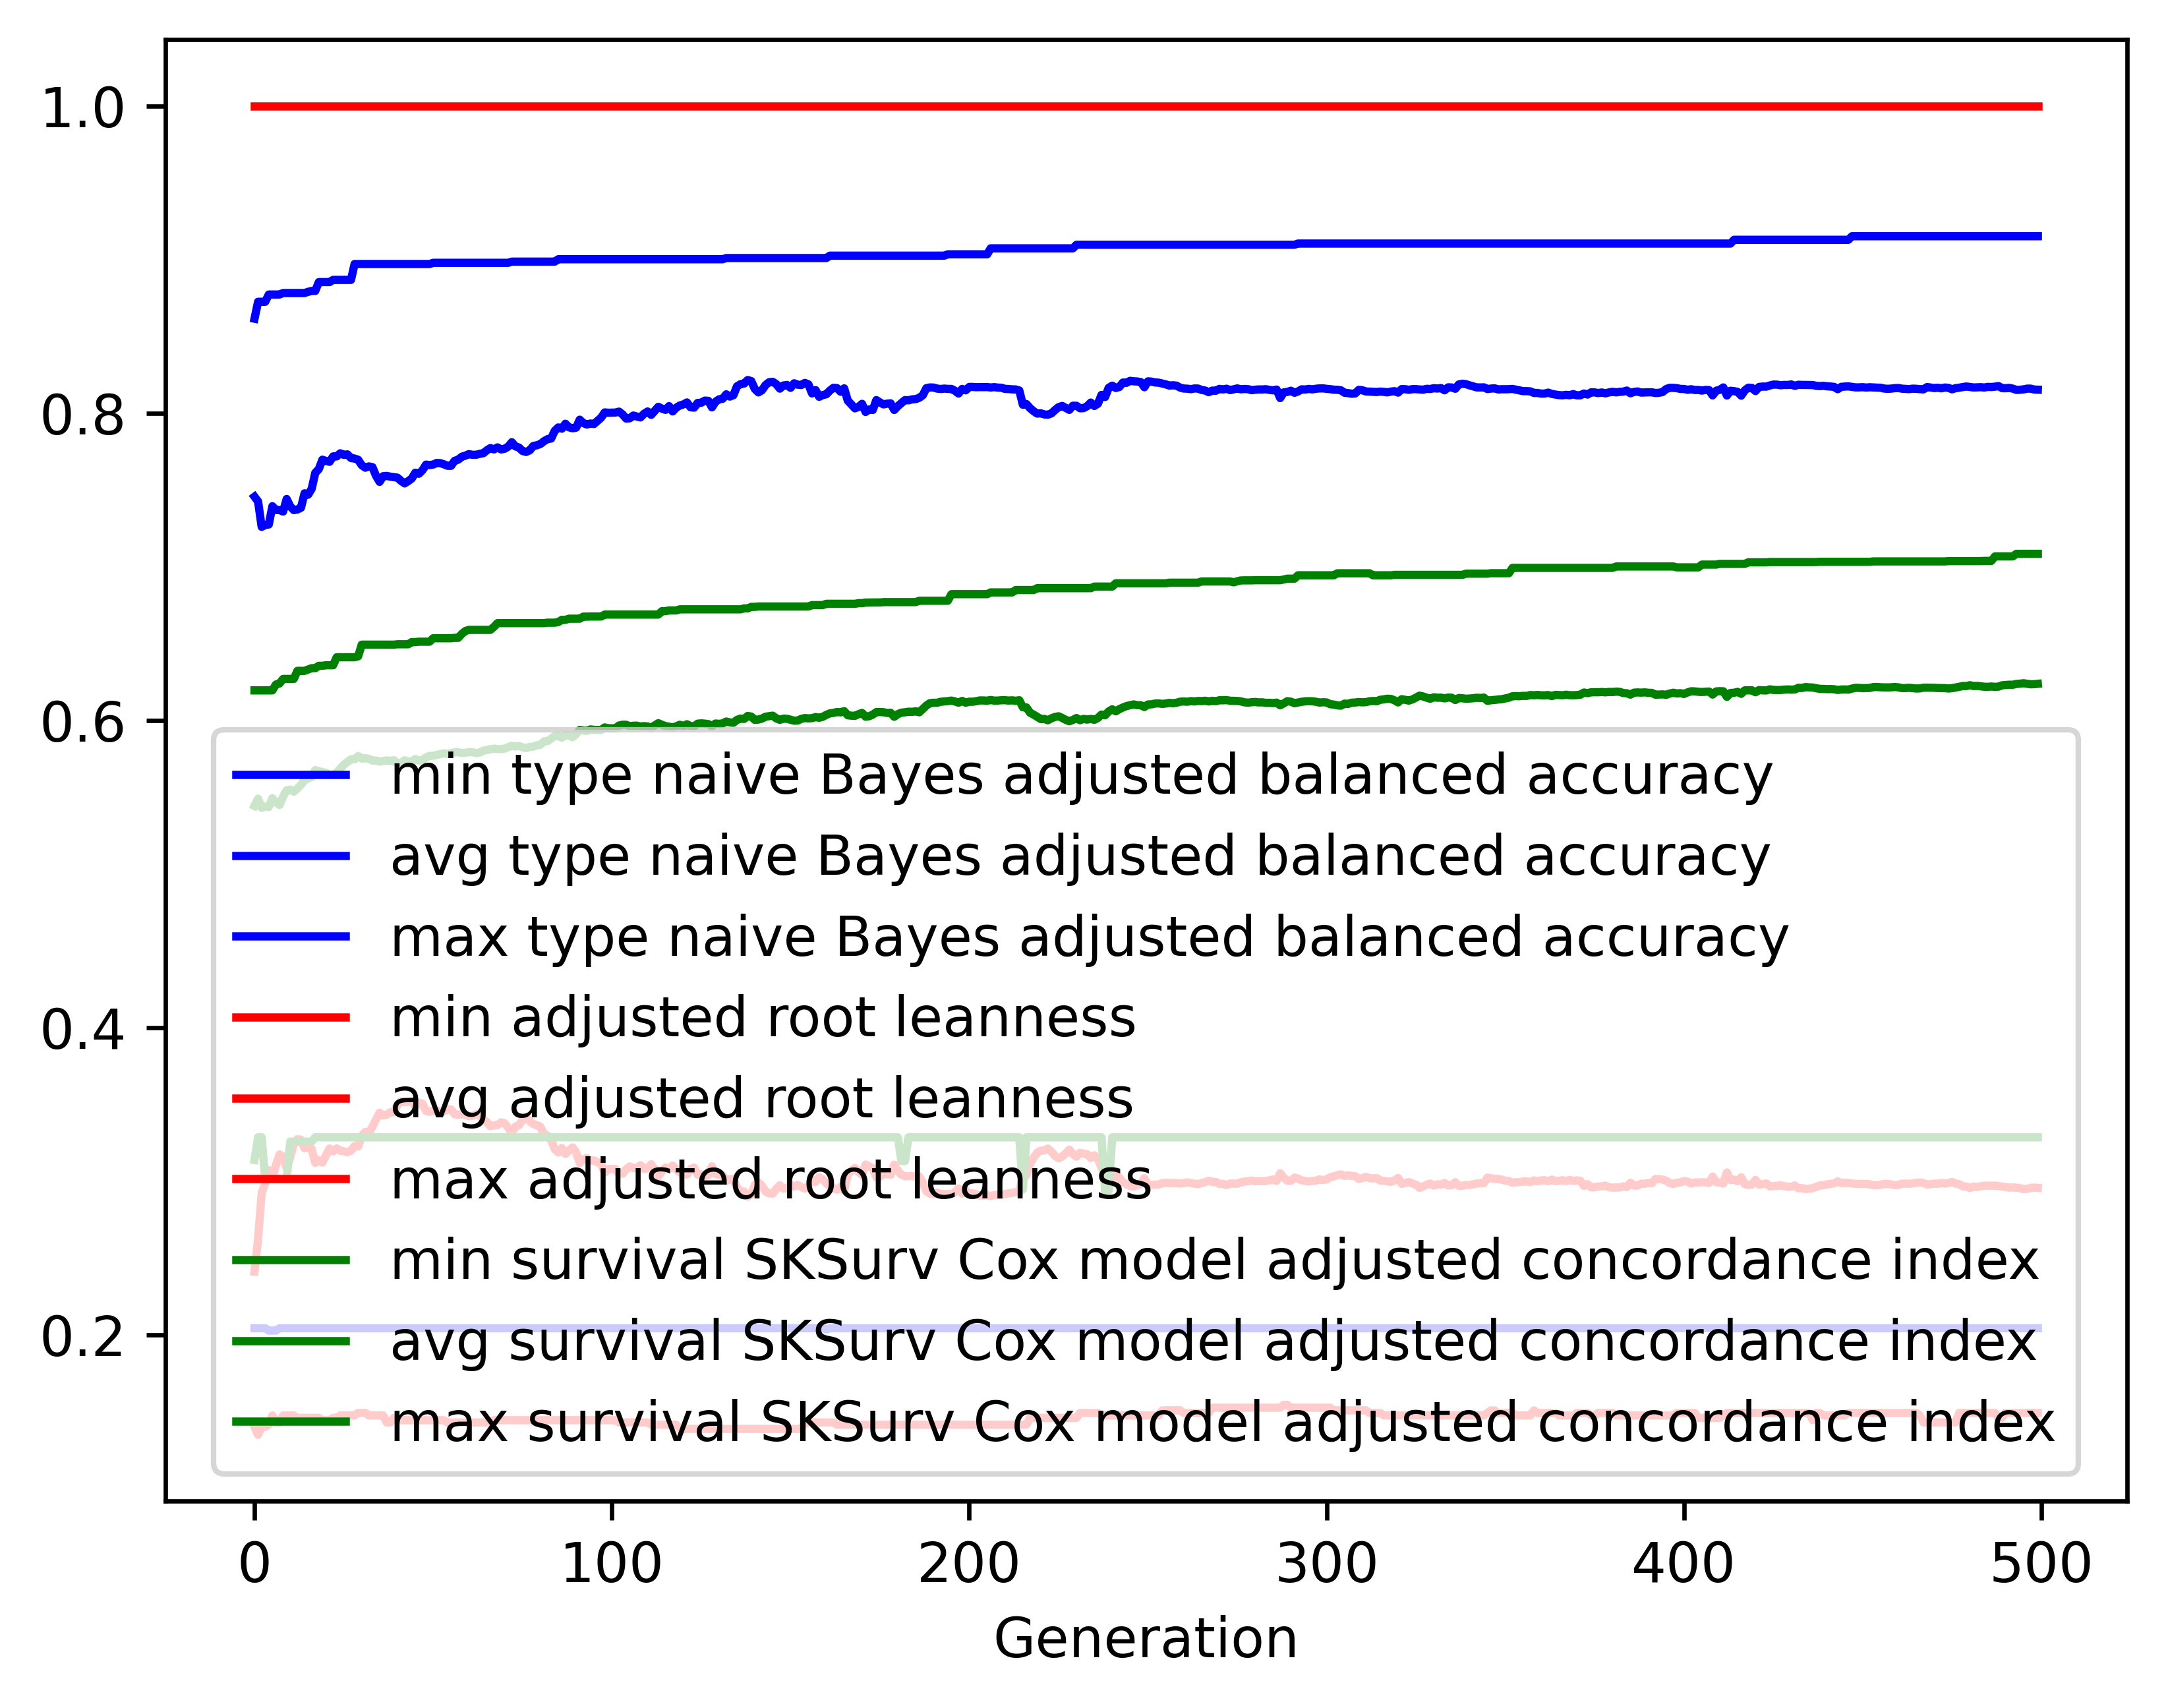 1.0
0.8
0.6
0.4
0.2
min type naive Bayes adjusted balanced accuracy
avg type naive Bayes adjusted balanced accuracy
max type naive Bayes adjusted balanced accuracy
min adjusted root leanness
avg adjusted root leanness
max adjusted root leanness
min survival SKSurv Cox model adjusted concordance index
avg survival SKSurv Cox model adjusted concordance index
max survival SKSurv Cox model adjusted concordance index
0 100 200 300 400 500
Generation